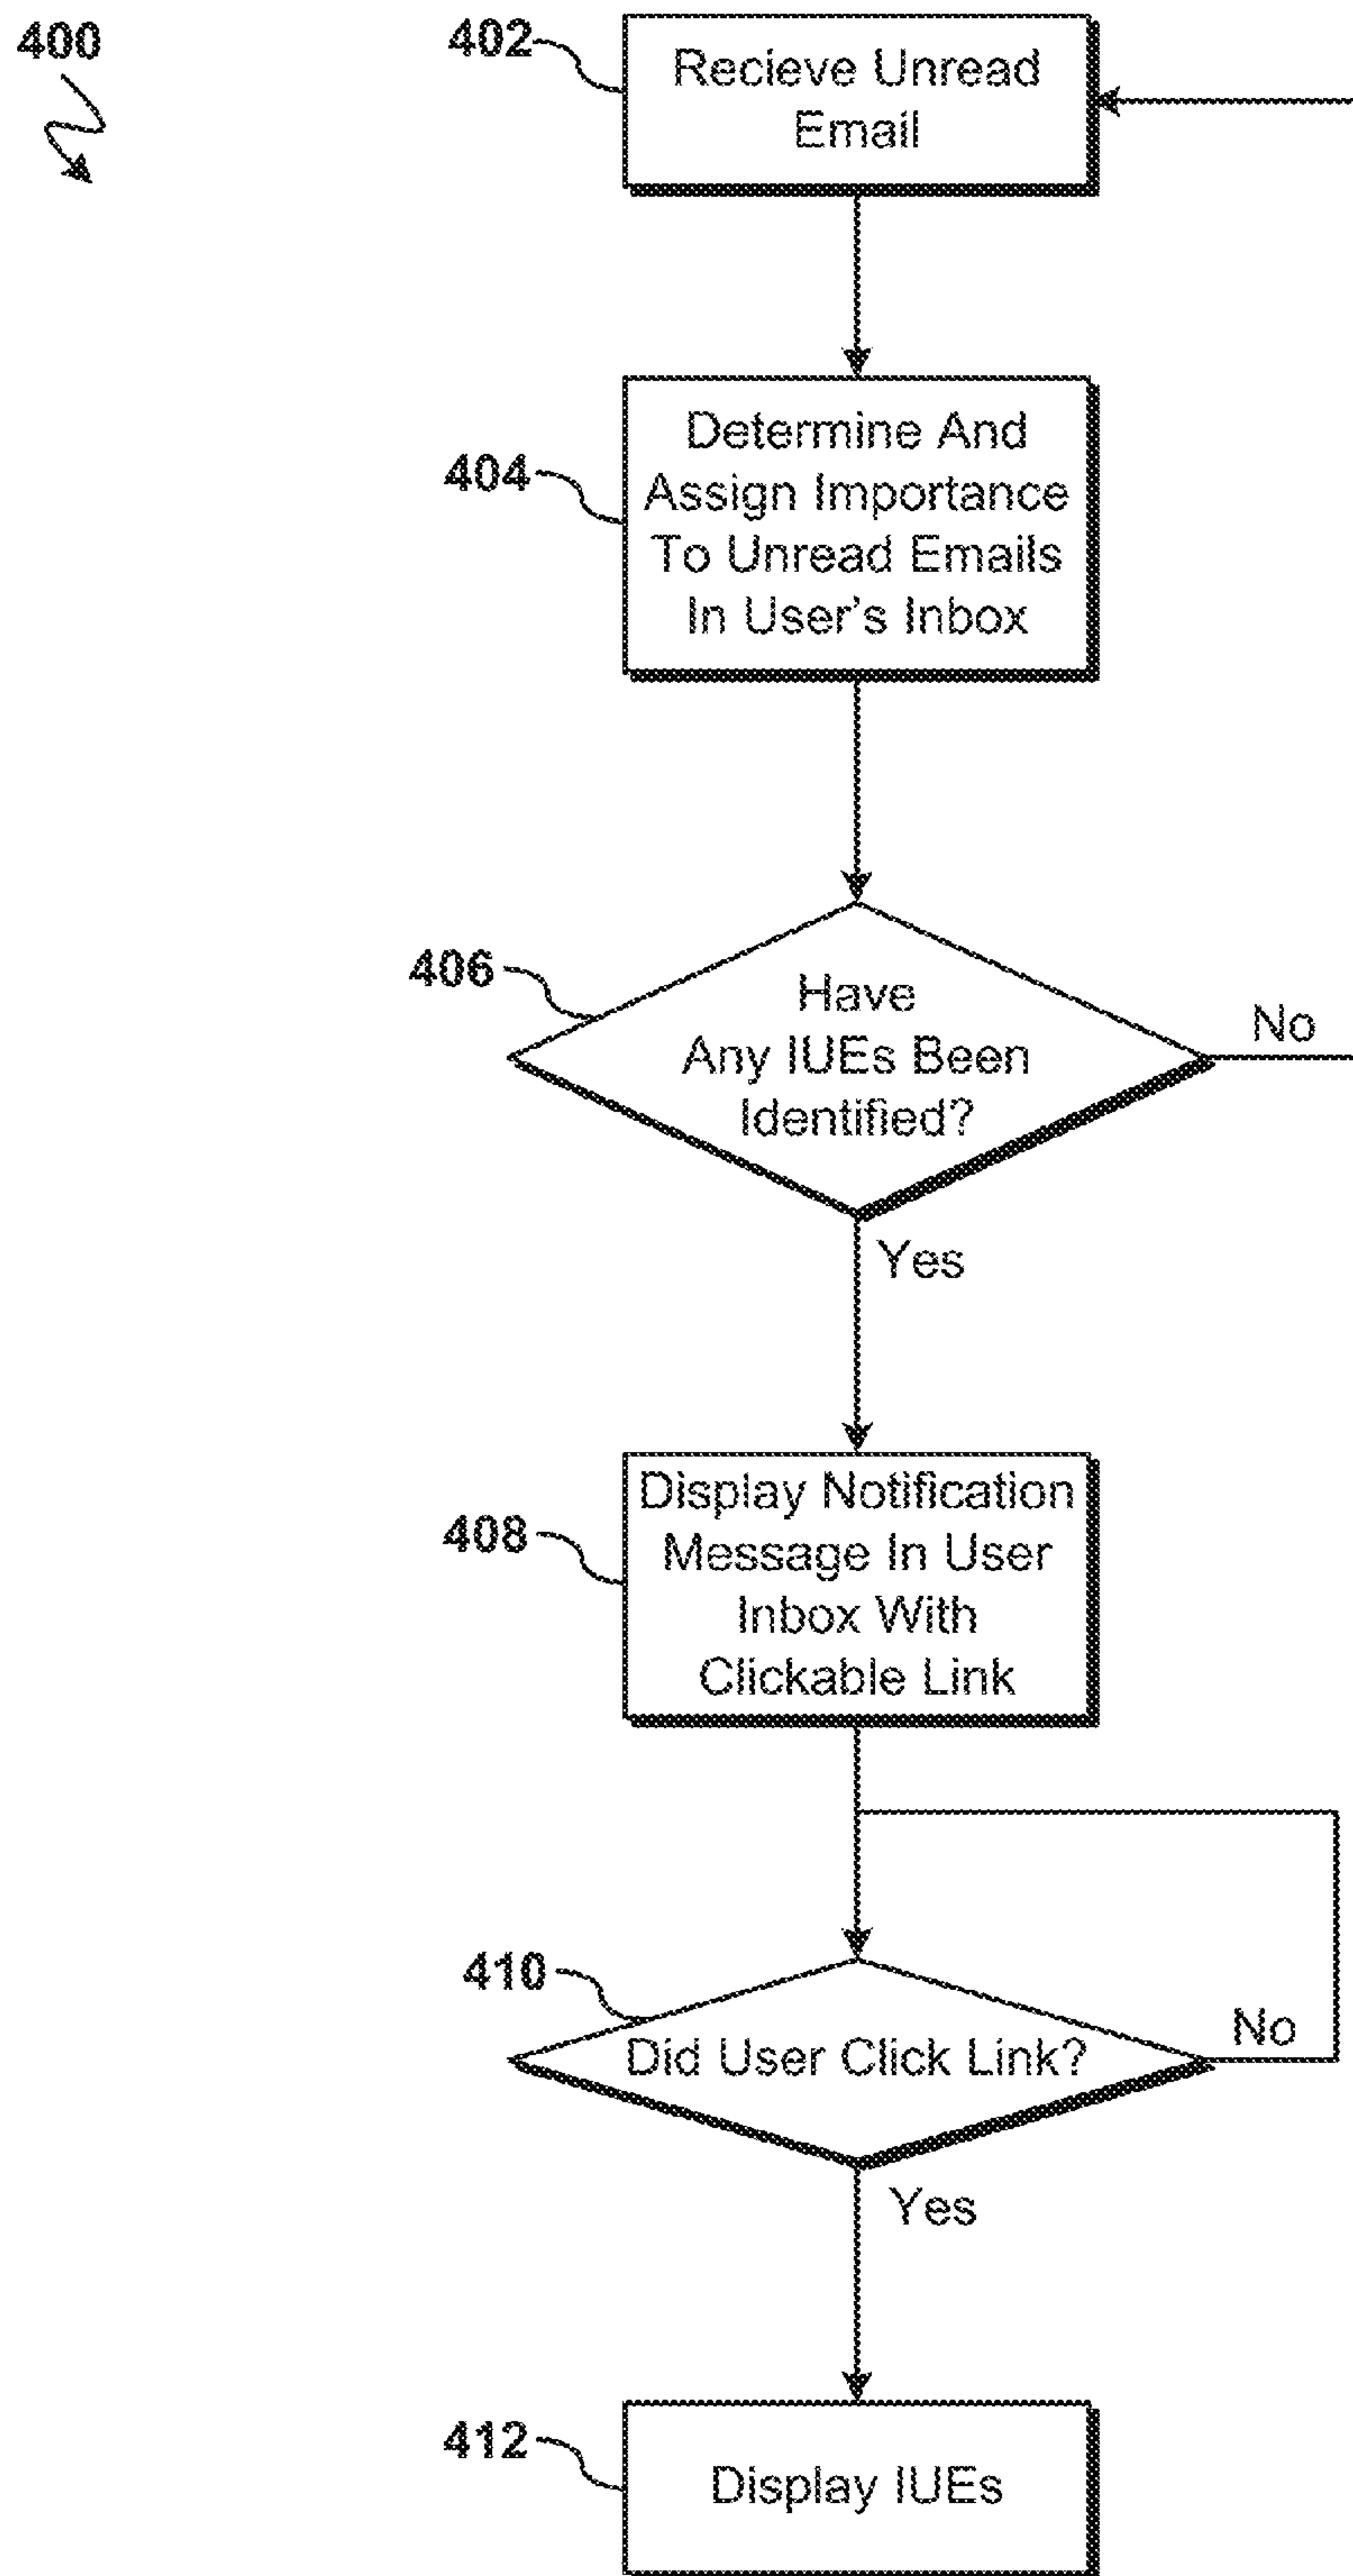 400
402
Recieve Unread
Email
404
Determine And
Assign Importance
To Unread Emails
In User's Inbox
406
Have
Any IUEs Been
Identified?
No
Yes
408
Display Notification
Message In User
Inbox With
Clickable Link
410
Did User Click Link?
No
Yes
412
Display IUEs